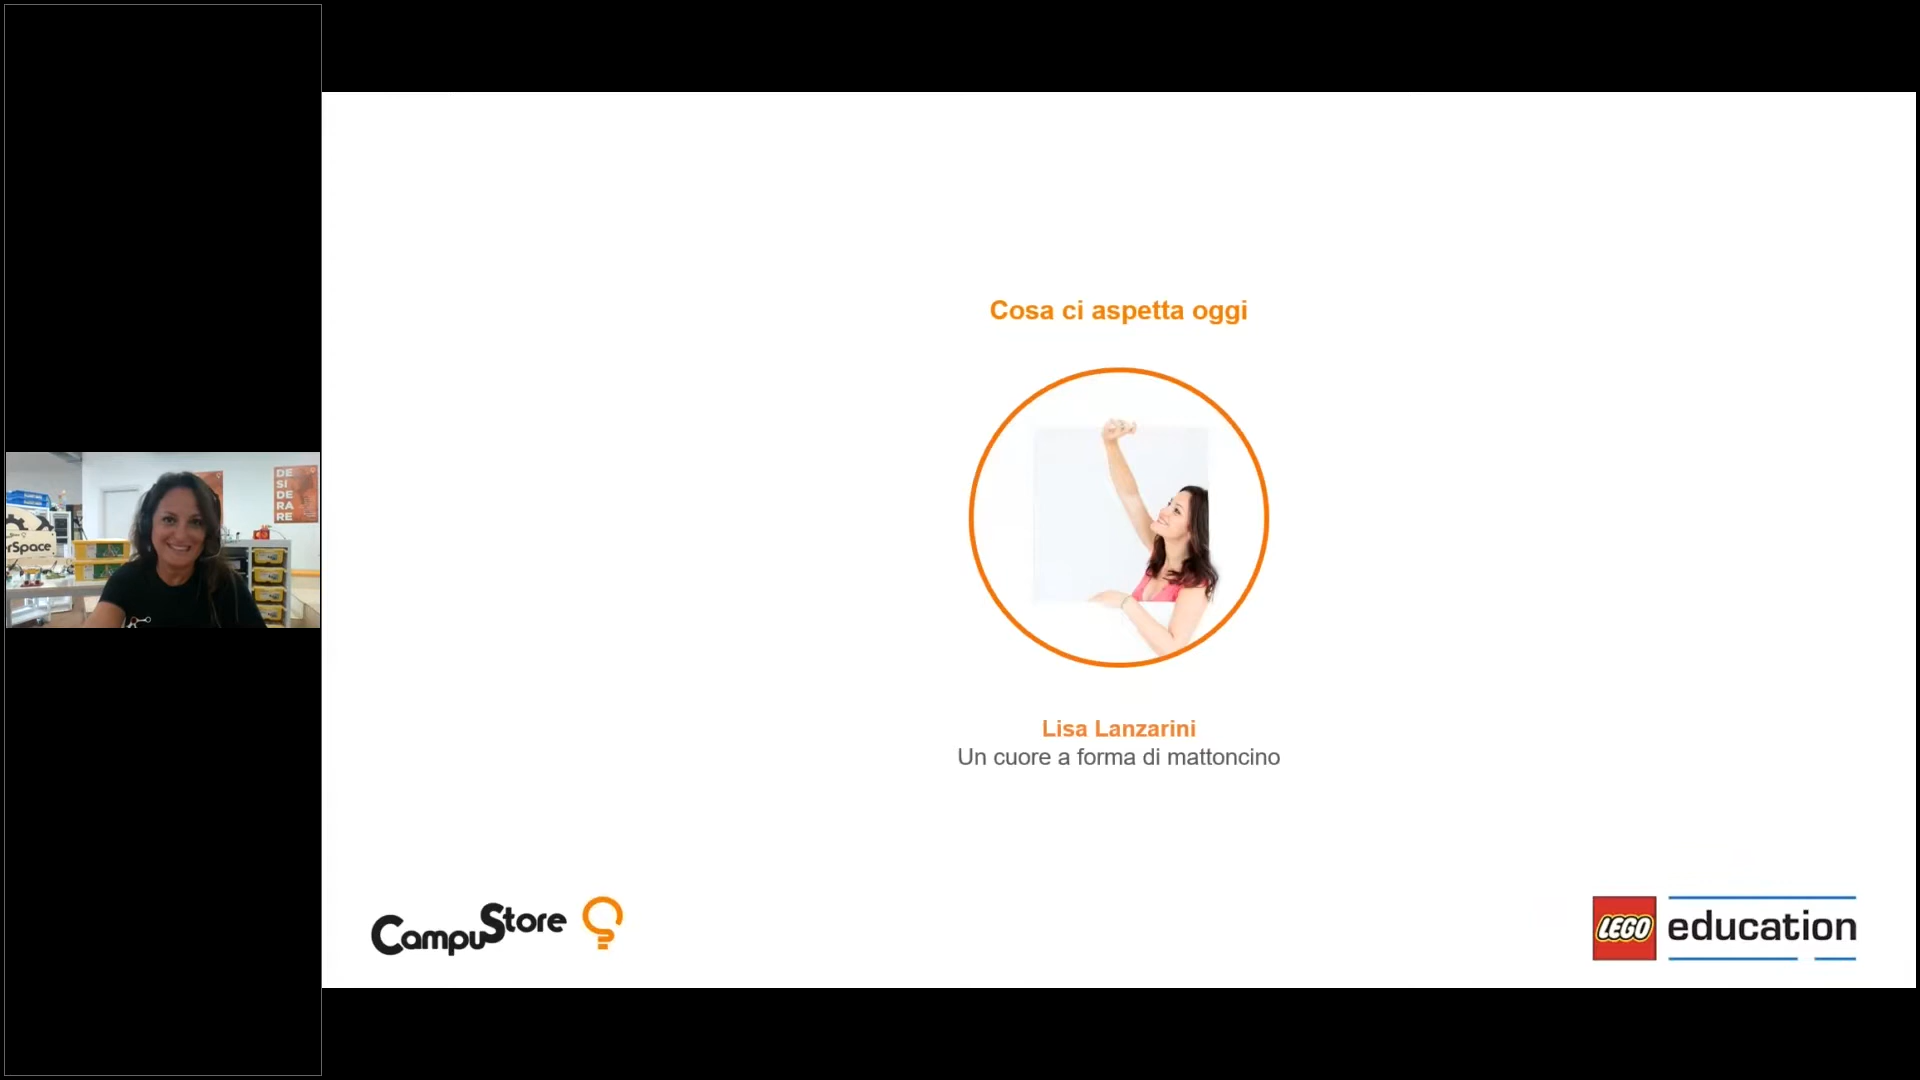 Cosa ci aspetta oggi
Lisa Lanzarini
Un cuore a forma di mattoncino
CampuStore
LEGO education
DE
SI
DE
RA
RE
rSpace